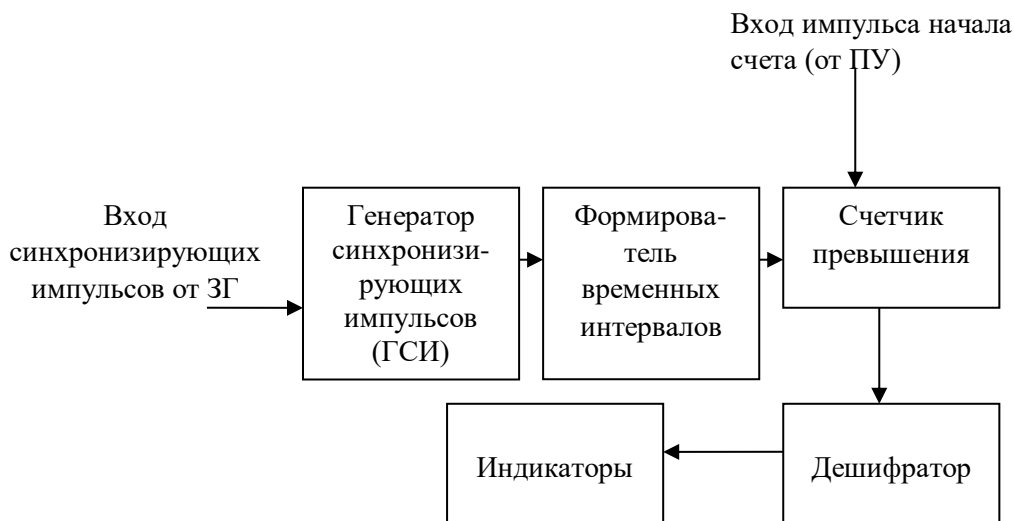 Вход импульса начала
счета (от ПУ)
Вход
синхронизирующих
импульсов от ЗГ
Генератор
синхронизи-
рующих
импульсов
(ГСИ)
Формирова-
тель
временных
интервалов
Счетчик
превышения
Индикаторы
Дешифратор